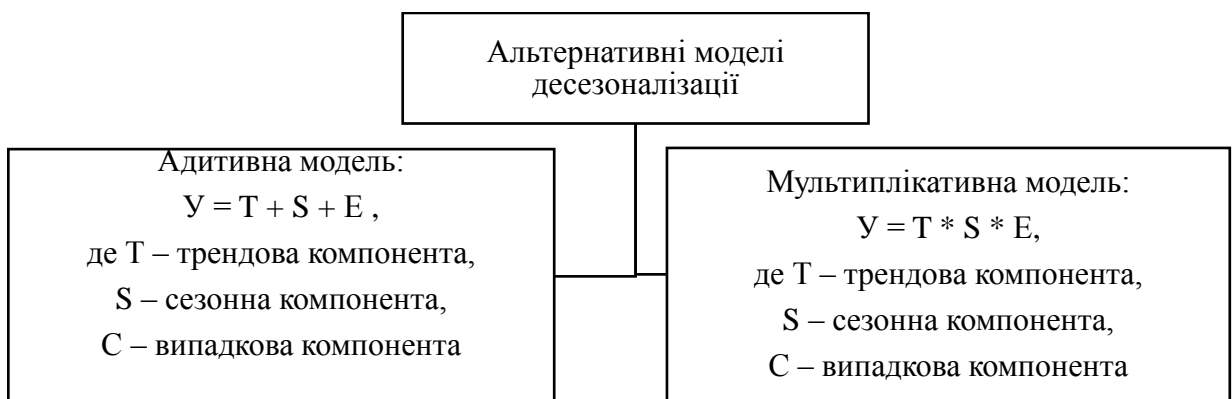 Альтернативні моделі
десезоналізації
Адитивна модель:
У = Т + S + E ,
де Т – трендова компонента,
S – сезонна компонента,
С – випадкова компонента
Мультиплікативна модель:
У = Т * S * E,
де Т – трендова компонента,
S – сезонна компонента,
С – випадкова компонента